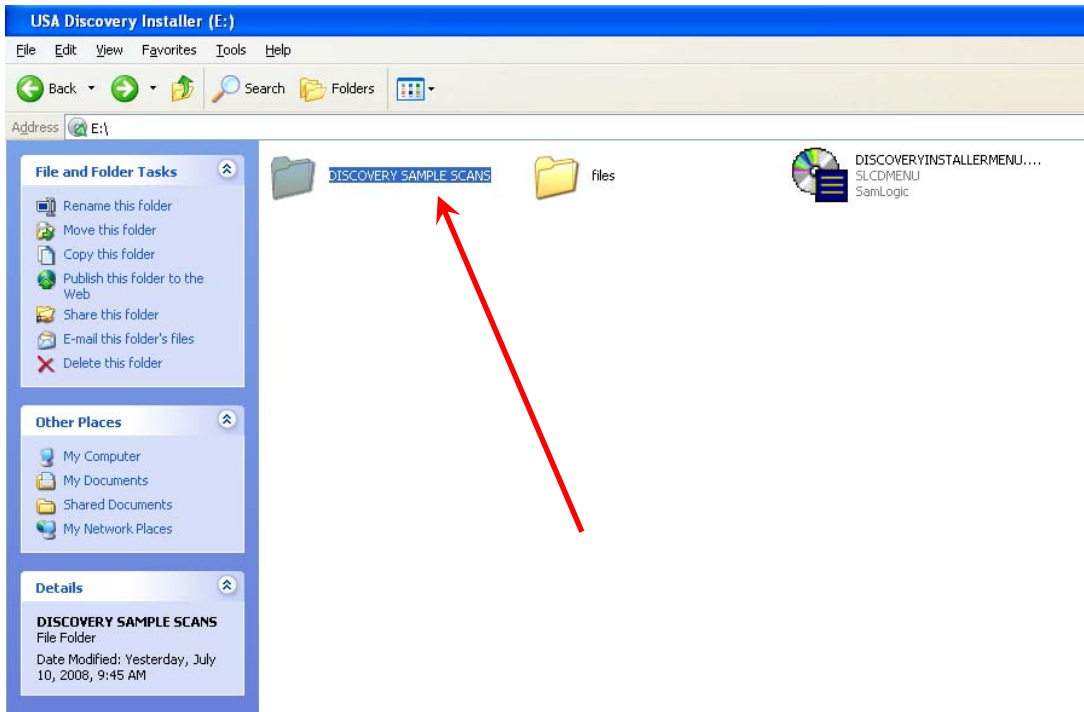 USA Discovery Installer (E:)
File Edit View Favorites Tools Help
Back Search Folders
Address E:\
File and Folder Tasks
Rename this folder
Move this folder
Copy this folder
Publish this folder to the
Web
Share this folder
E-mail this folder's files
Delete this folder
Other Places
My Computer
My Documents
Shared Documents
My Network Places
Details
DISCOVERY SAMPLE SCANS
File Folder
Date Modified: Yesterday, July
10, 2008, 9:45 AM
DISCOVERY SAMPLE SCANS
files
DISCOVERYINSTALLERMENU....
SLCDMENU
SamLogic